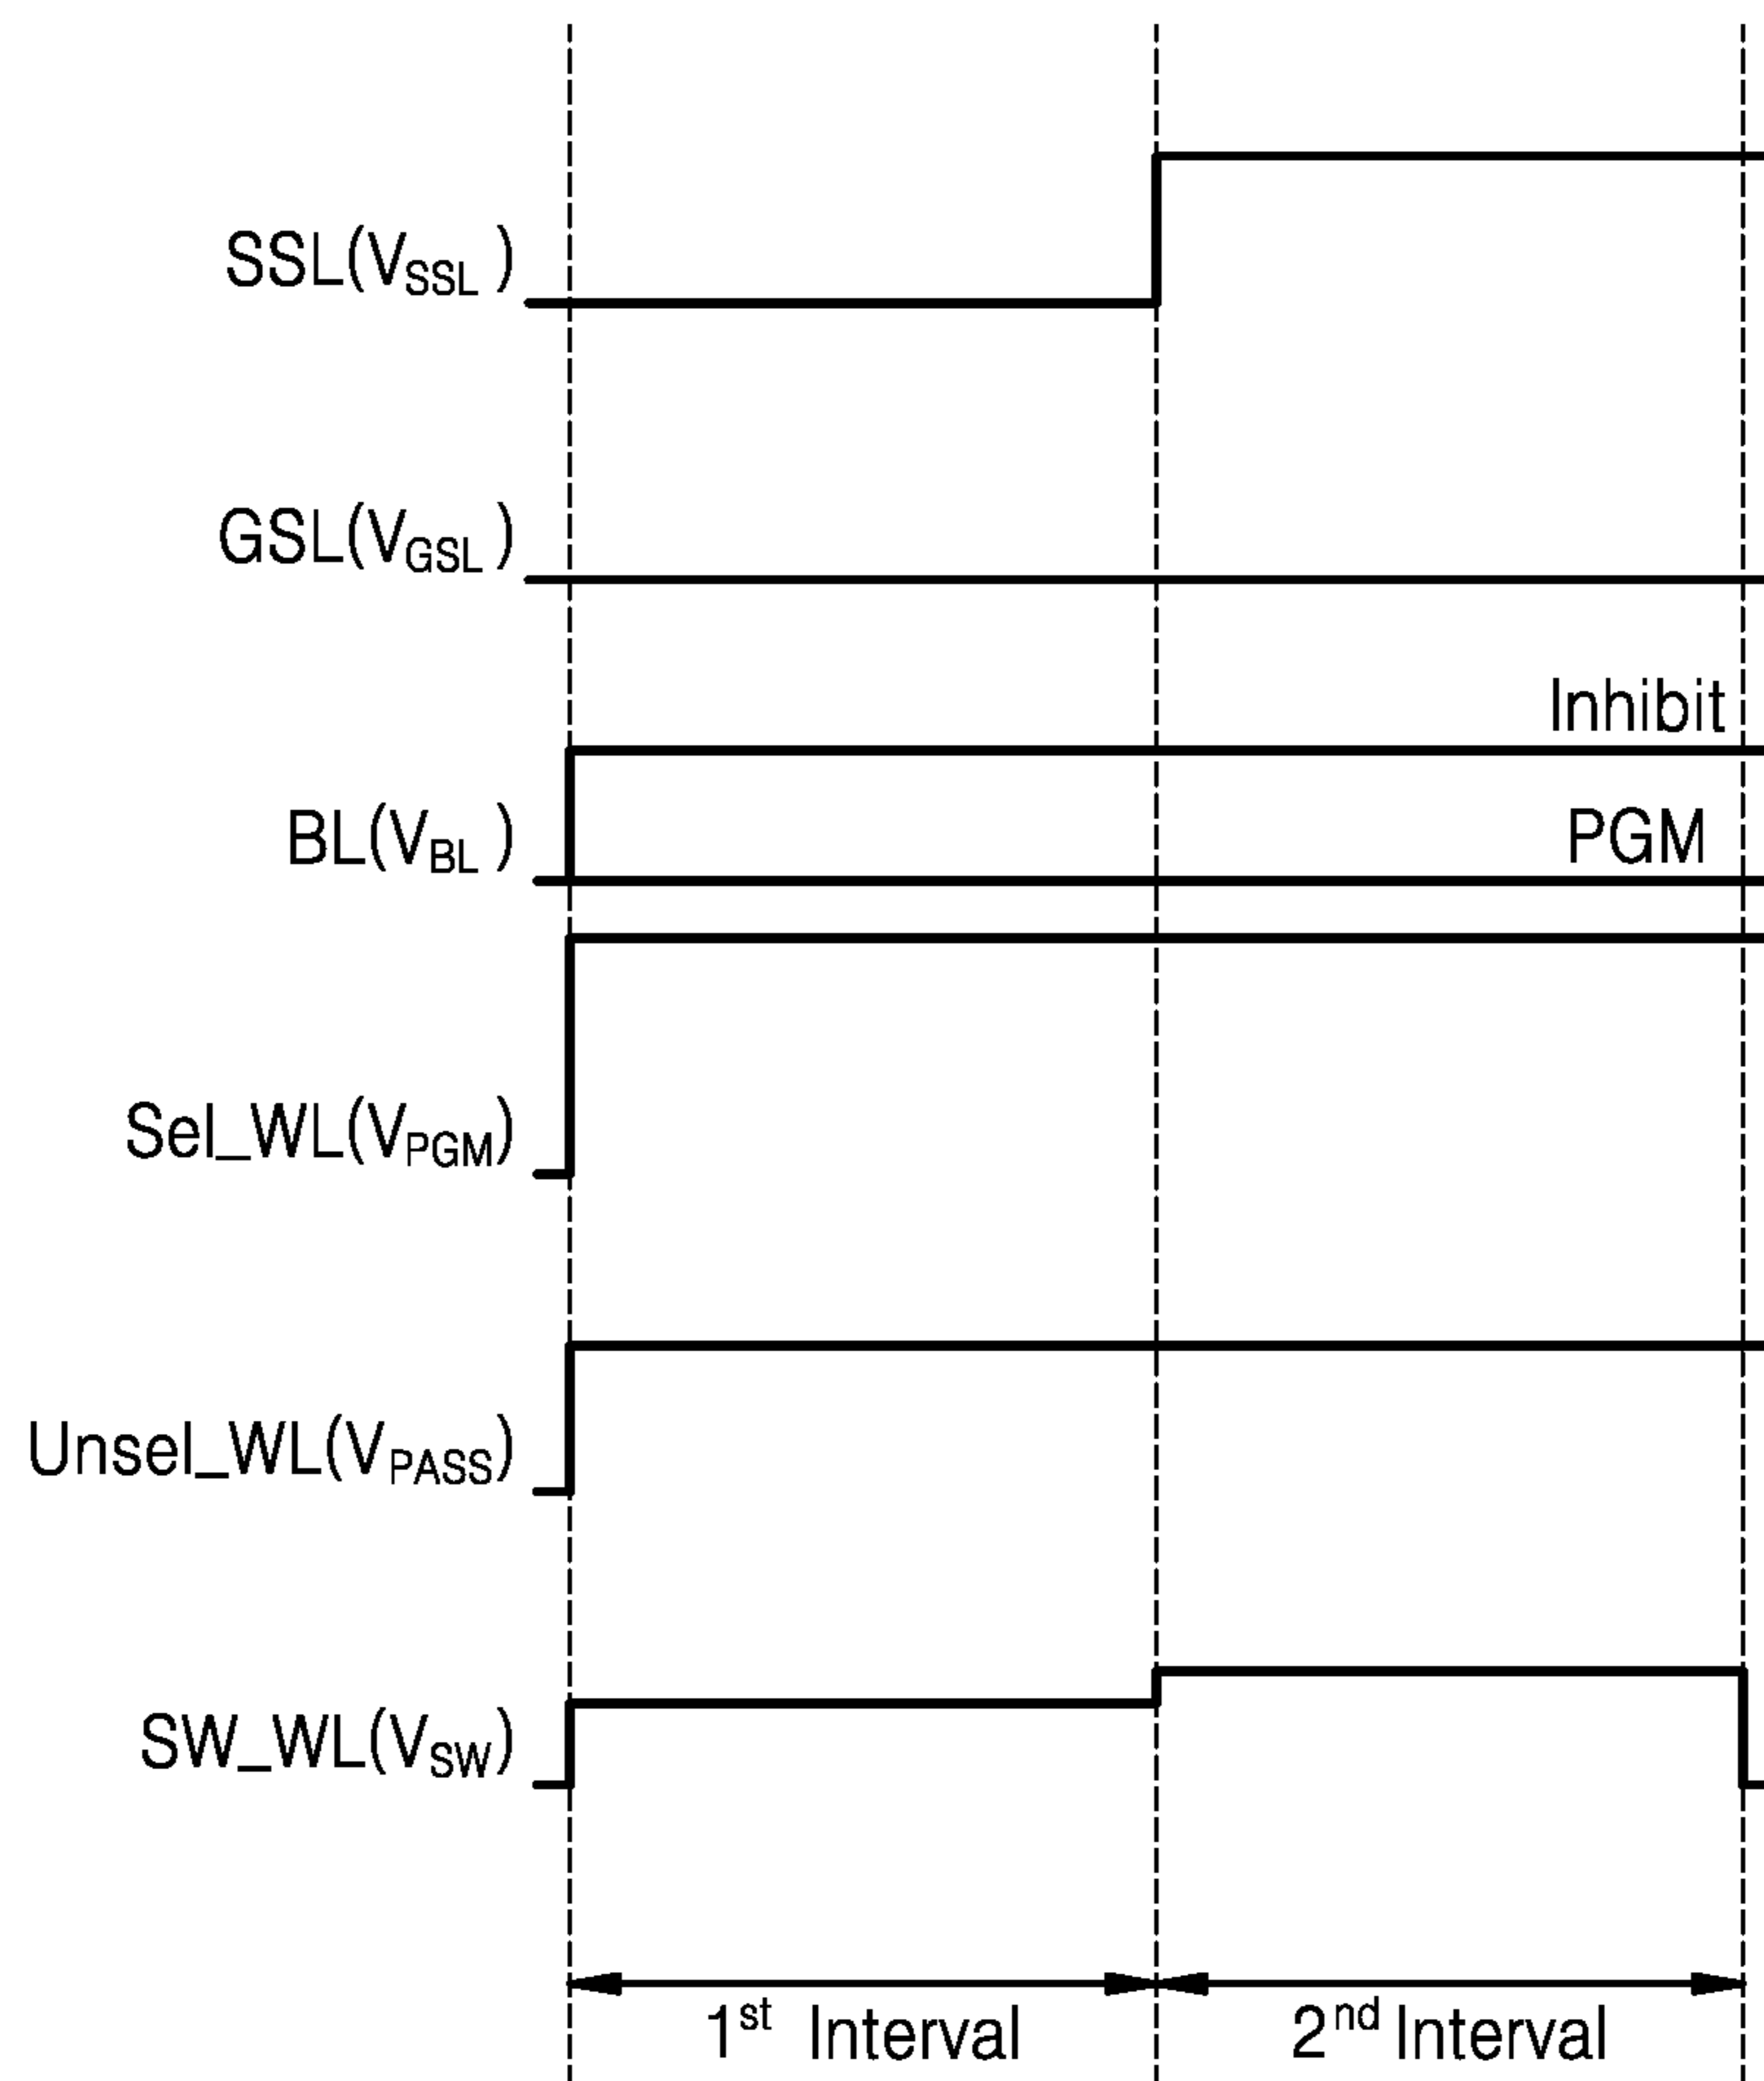 SSL(VSSL )
GSL(VGSL )
Inhibit
BL(VBL )
PGM
Sel_WL(VPGM)
Unsel_WL(VPASS)
SW_WL(VSW)
1st Interval
2nd Interval